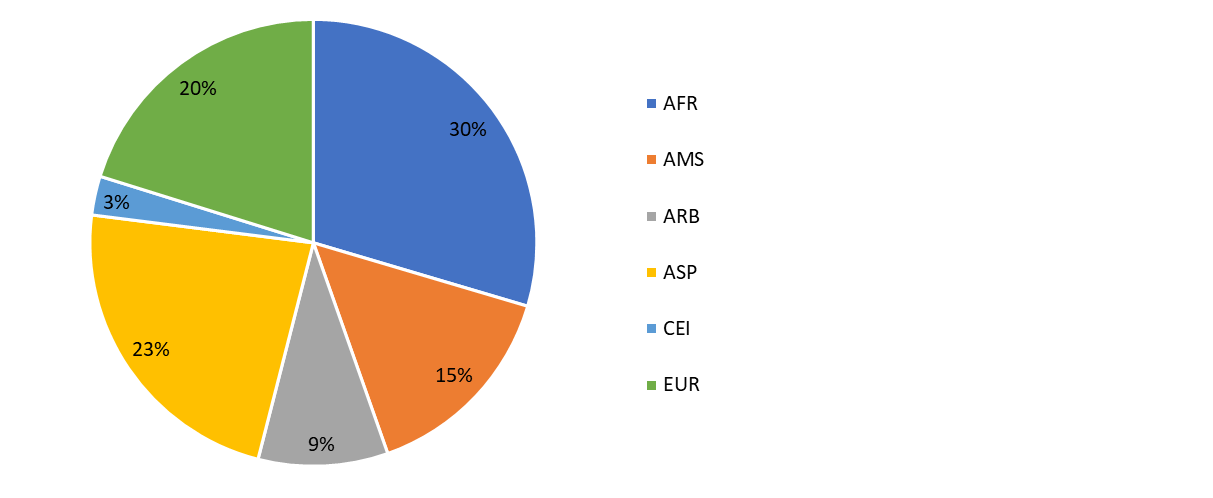 20%
30%
3%
23%
15%
9%
AFR
AMS
ARB
ASP
CEI
EUR